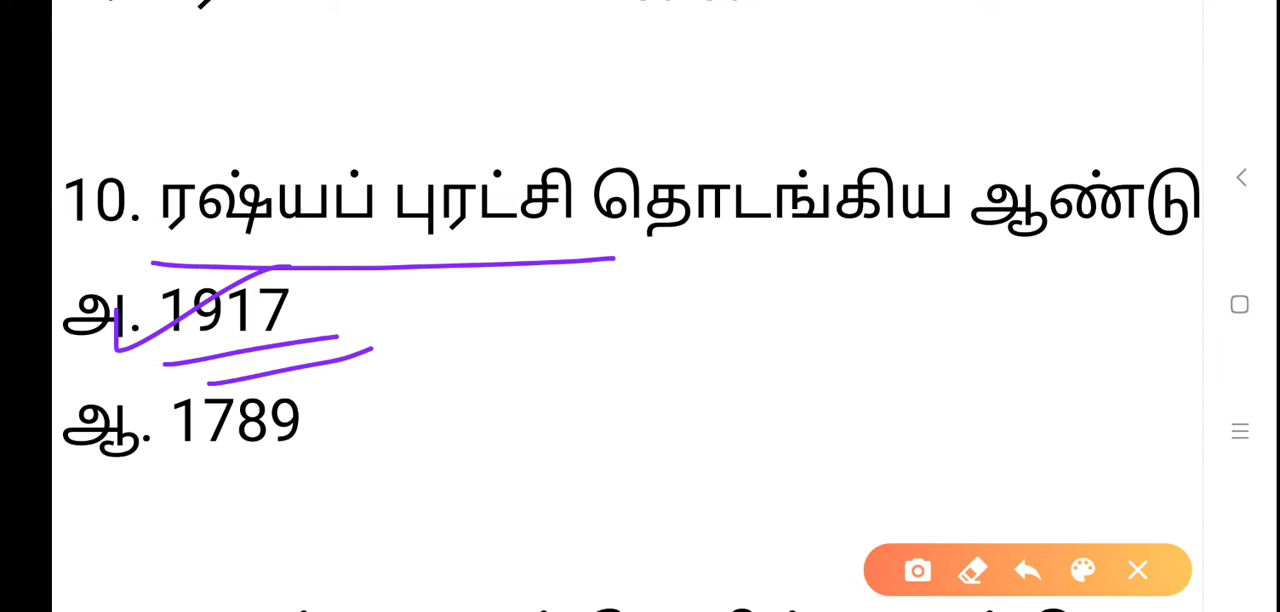 10. ரஷ்யப் புரட்சி தொடங்கிய ஆண்டு
அ. 1917
ஆ. 1789